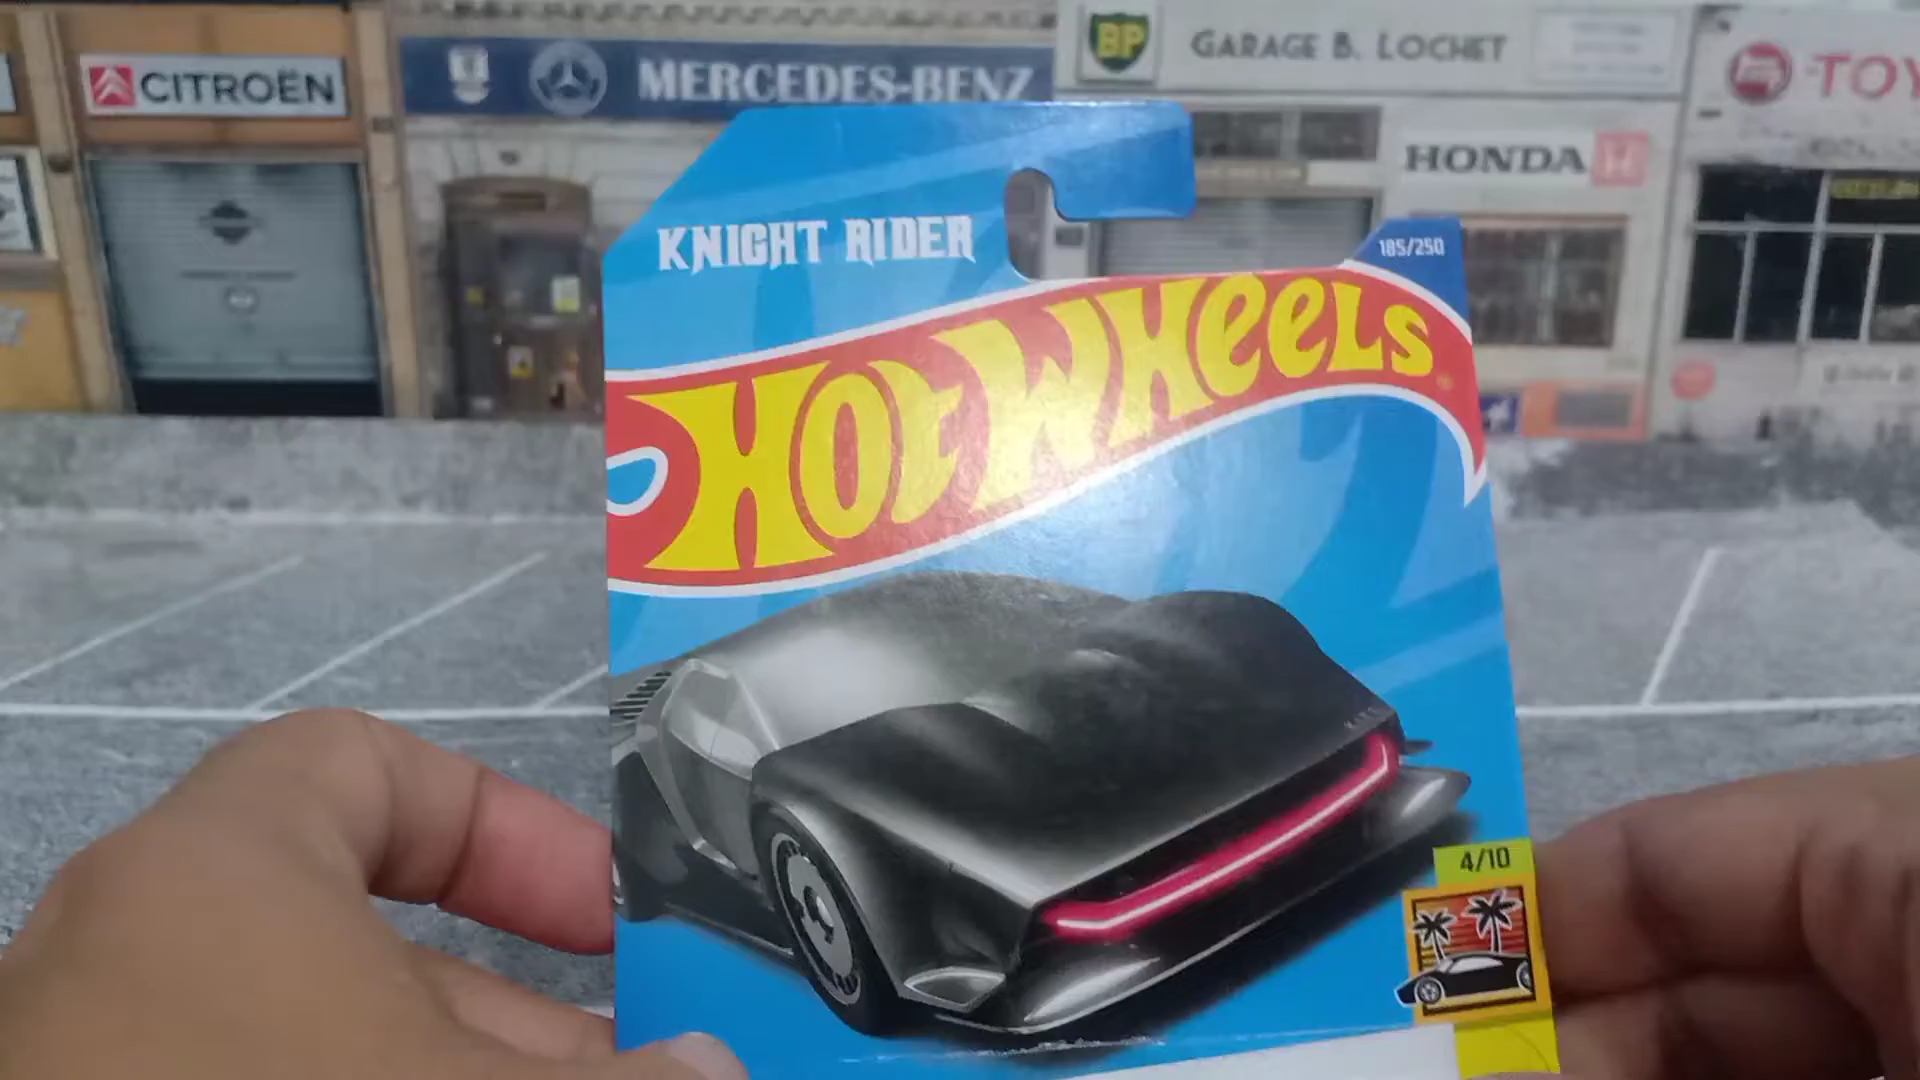 CITROËN
MERCEDES-BENZ
BP
GARAGE B. LOCHET
HONDA
TOY
KNIGHT RIDER
185/250
HOT WHEELS
4/10